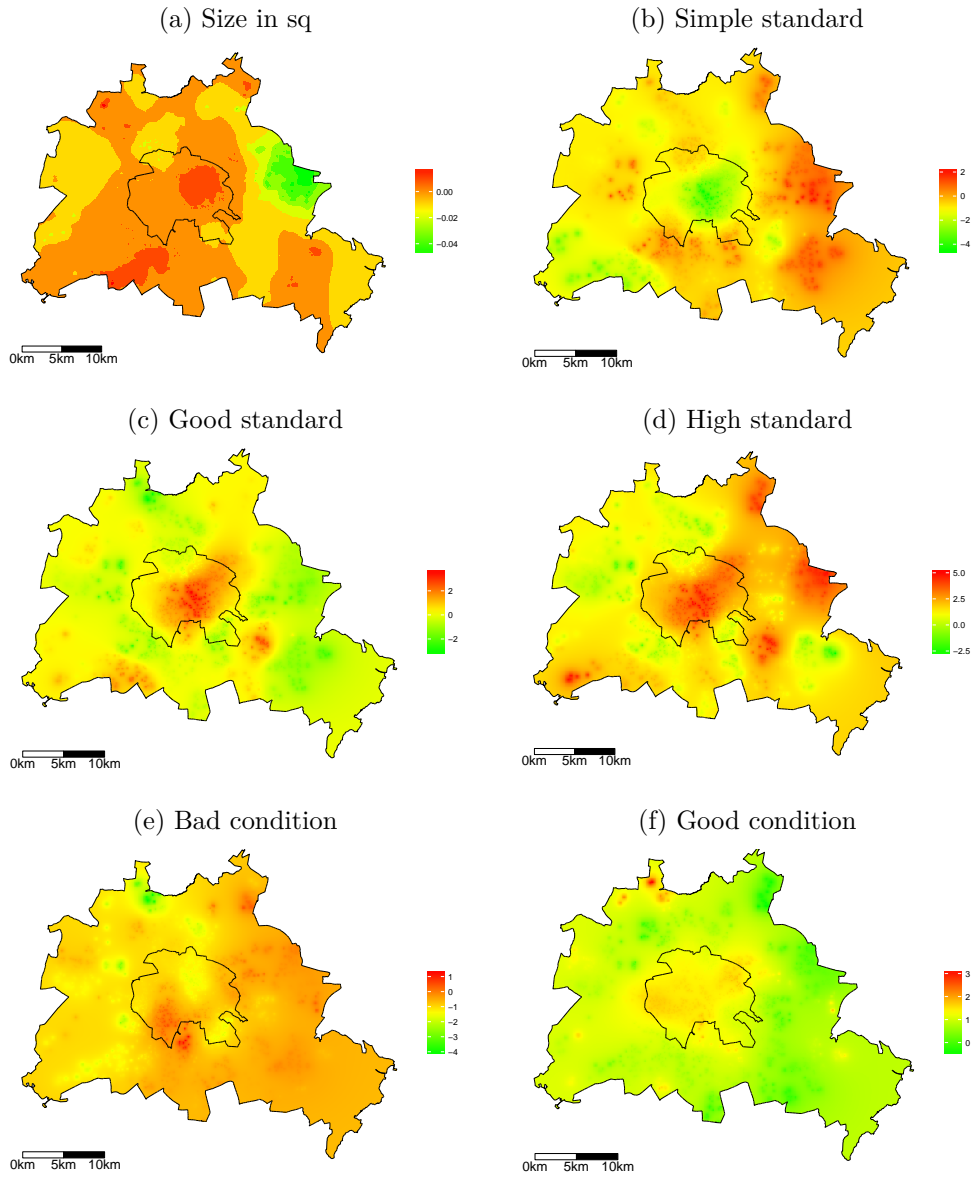 (a) Size in sq
0.00
−0.02
−0.04
0km 5km 10km
(b) Simple standard
2
0
−2
−4
0km 5km 10km
(c) Good standard
2
0
−2
0km 5km 10km
(d) High standard
5.0
2.5
0.0
−2.5
0km 5km 10km
(e) Bad condition
1
0
−1
−2
−3
−4
0km 5km 10km
(f) Good condition
3
2
1
0
0km 5km 10km